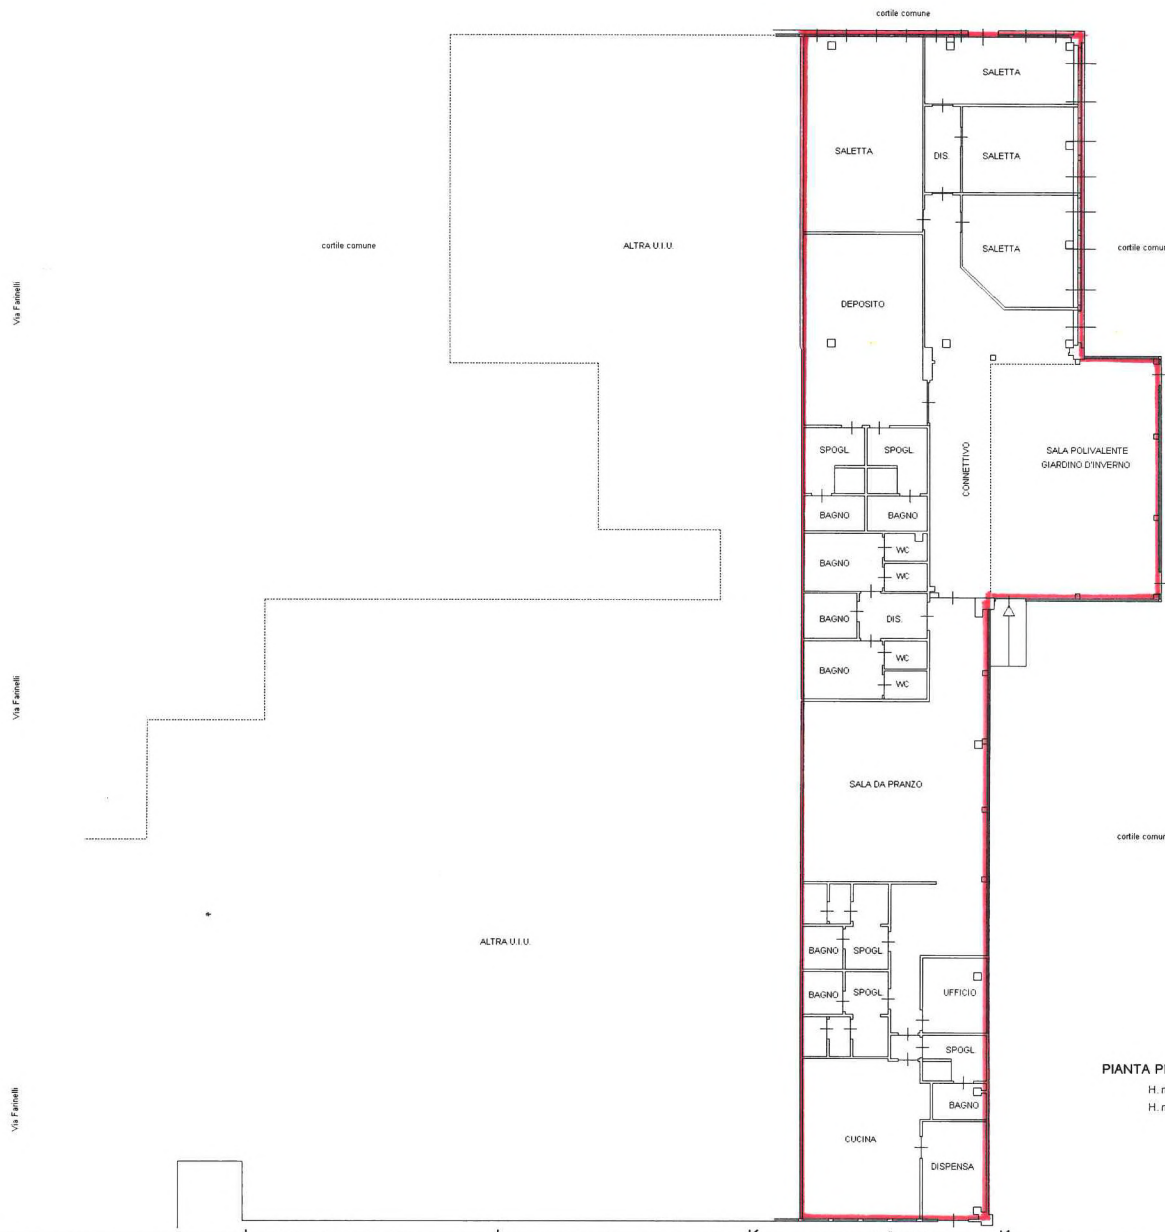 cortile comune
SALETTA
SALETTA
DIS.
SALETTA
cortile comune
ALTRA U.I.U.
SALETTA
cortile comun
Via Farinelli
DEPOSITO
SPOGL.
SPOGL.
CONNETTIVO
SALA POLIVALENTE
GIARDINO D'INVERNO
BAGNO
BAGNO
WC
BAGNO
WC
BAGNO
DIS.
WC
BAGNO
WC
Via Farinelli
SALA DA PRANZO
cortile comun
ALTRA U.I.U.
BAGNO
SPOGL.
BAGNO
SPOGL.
UFFICIO
SPOGL.
PIANTA P
H.
H.
Via Farinelli
BAGNO
CUCINA
DISPENSA